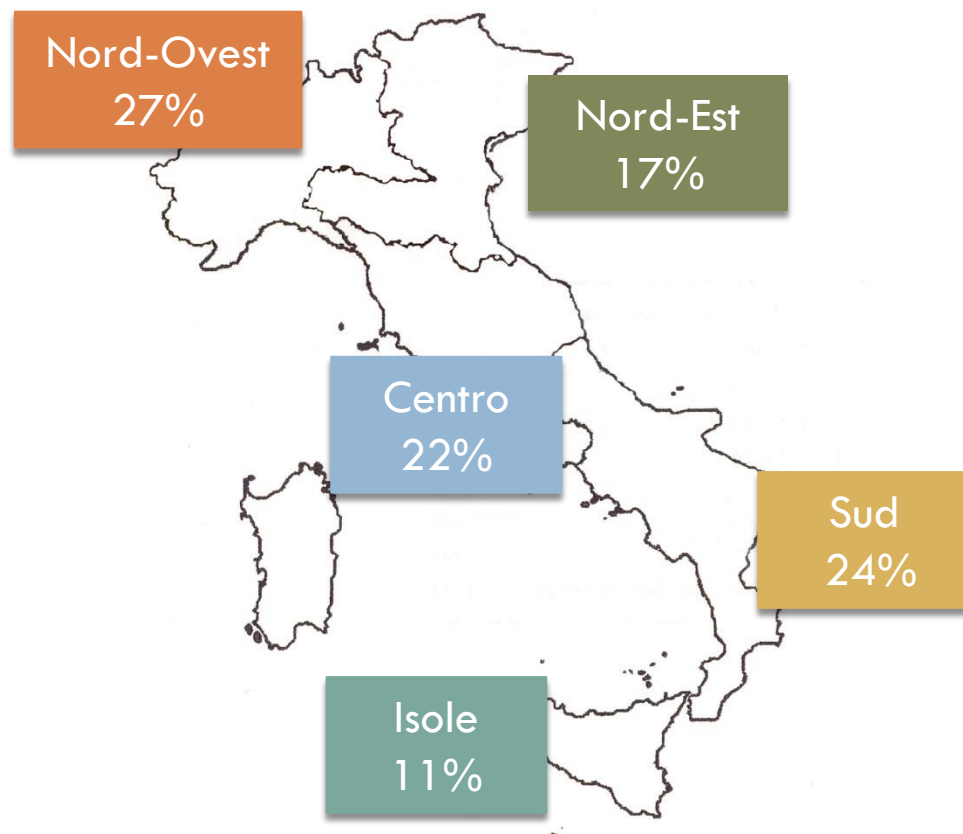 Nord-Ovest
27%
Nord-Est
17%
Centro
22%
Sud
24%
Isole
11%